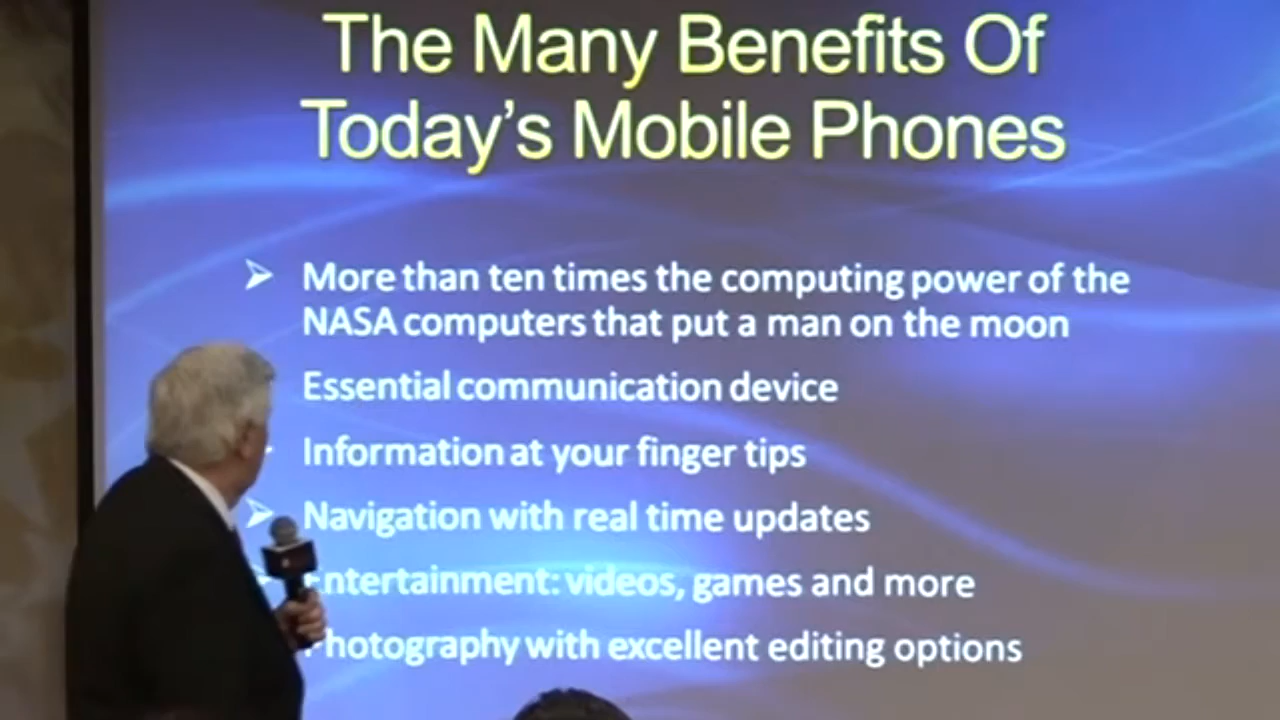 The Many Benefits Of
Today's Mobile Phones
More than ten times the computing power of the
NASA computers that put a man on the moon
Essential communication device
Information at your finger tips
Navigation with real time updates
Entertainment: videos, games and more
Photography with excellent editing options